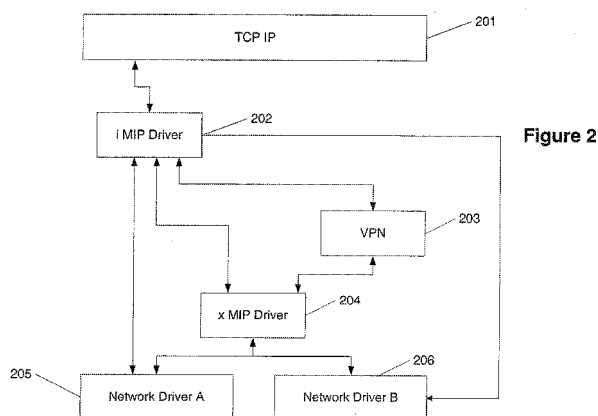 TCP IP
201
202
i MIP Driver
Figure 2
VPN
203
x MIP Driver
204
205
206
Network Driver A
Network Driver B